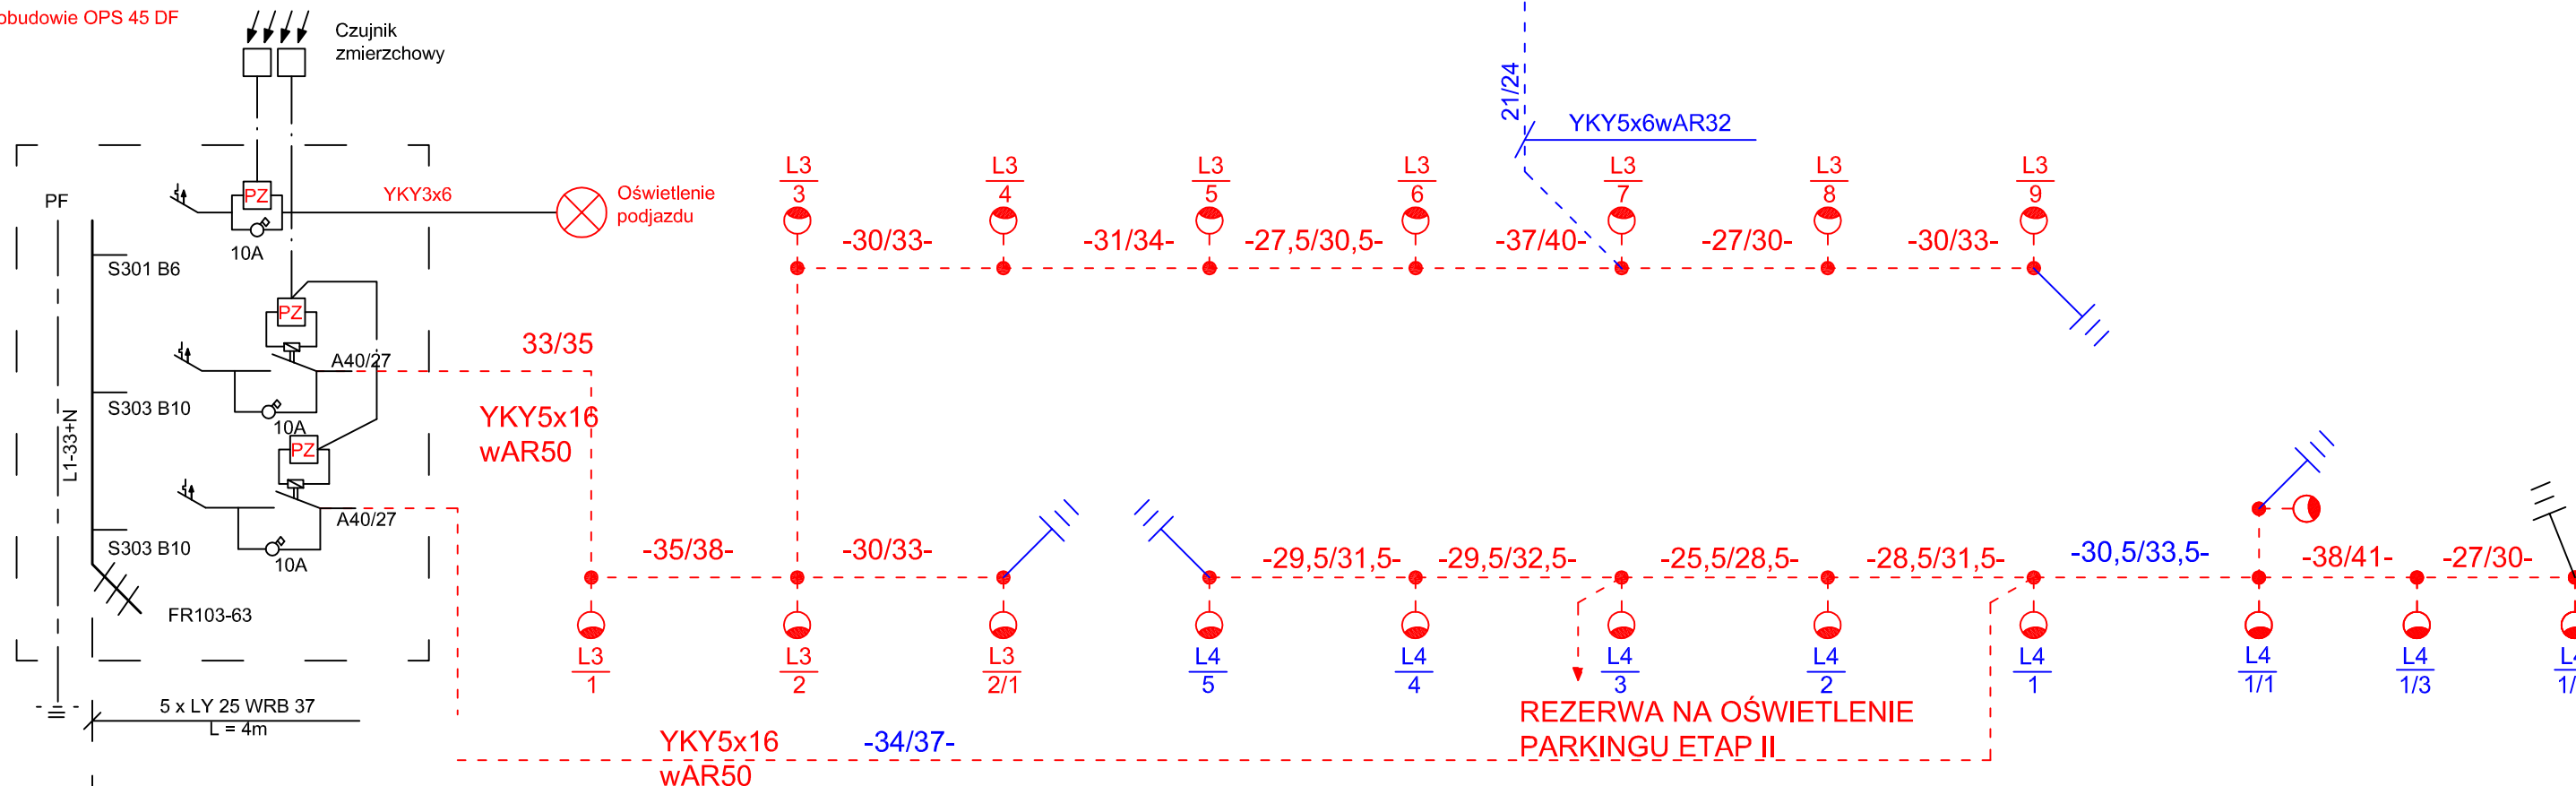 obudowie OPS 45 DF
Czujnik
zmierzchowy
21/24
YKY5x6wAR32
PF
PZ
YKY3x6
Oświetlenie
podjazdu
10A
S301 B6
L3
3
L3
4
L3
5
L3
6
L3
7
L3
8
L3
9
-30/33-
-31/34-
-27,5/30,5-
-37/40-
-27/30-
-30/33-
PZ
A40/27
33/35
S303 B10
10A
YKY5x16
wAR50
L1-33+N
PZ
A40/27
S303 B10
10A
FR103-63
-35/38-
-30/33-
-29,5/31,5-
-29,5/32,5-
-25,5/28,5-
-28,5/31,5-
-30,5/33,5-
-38/41-
-27/30-
L3
1
L3
2
L3
2/1
L4
5
L4
4
L4
3
L4
2
L4
1
L4
1/1
L4
1/3
5 x LY 25 WRB 37
L = 4m
REZERWA NA OŚWIETLENIE
PARKINGU ETAP II
YKY5x16
wAR50
-34/37-